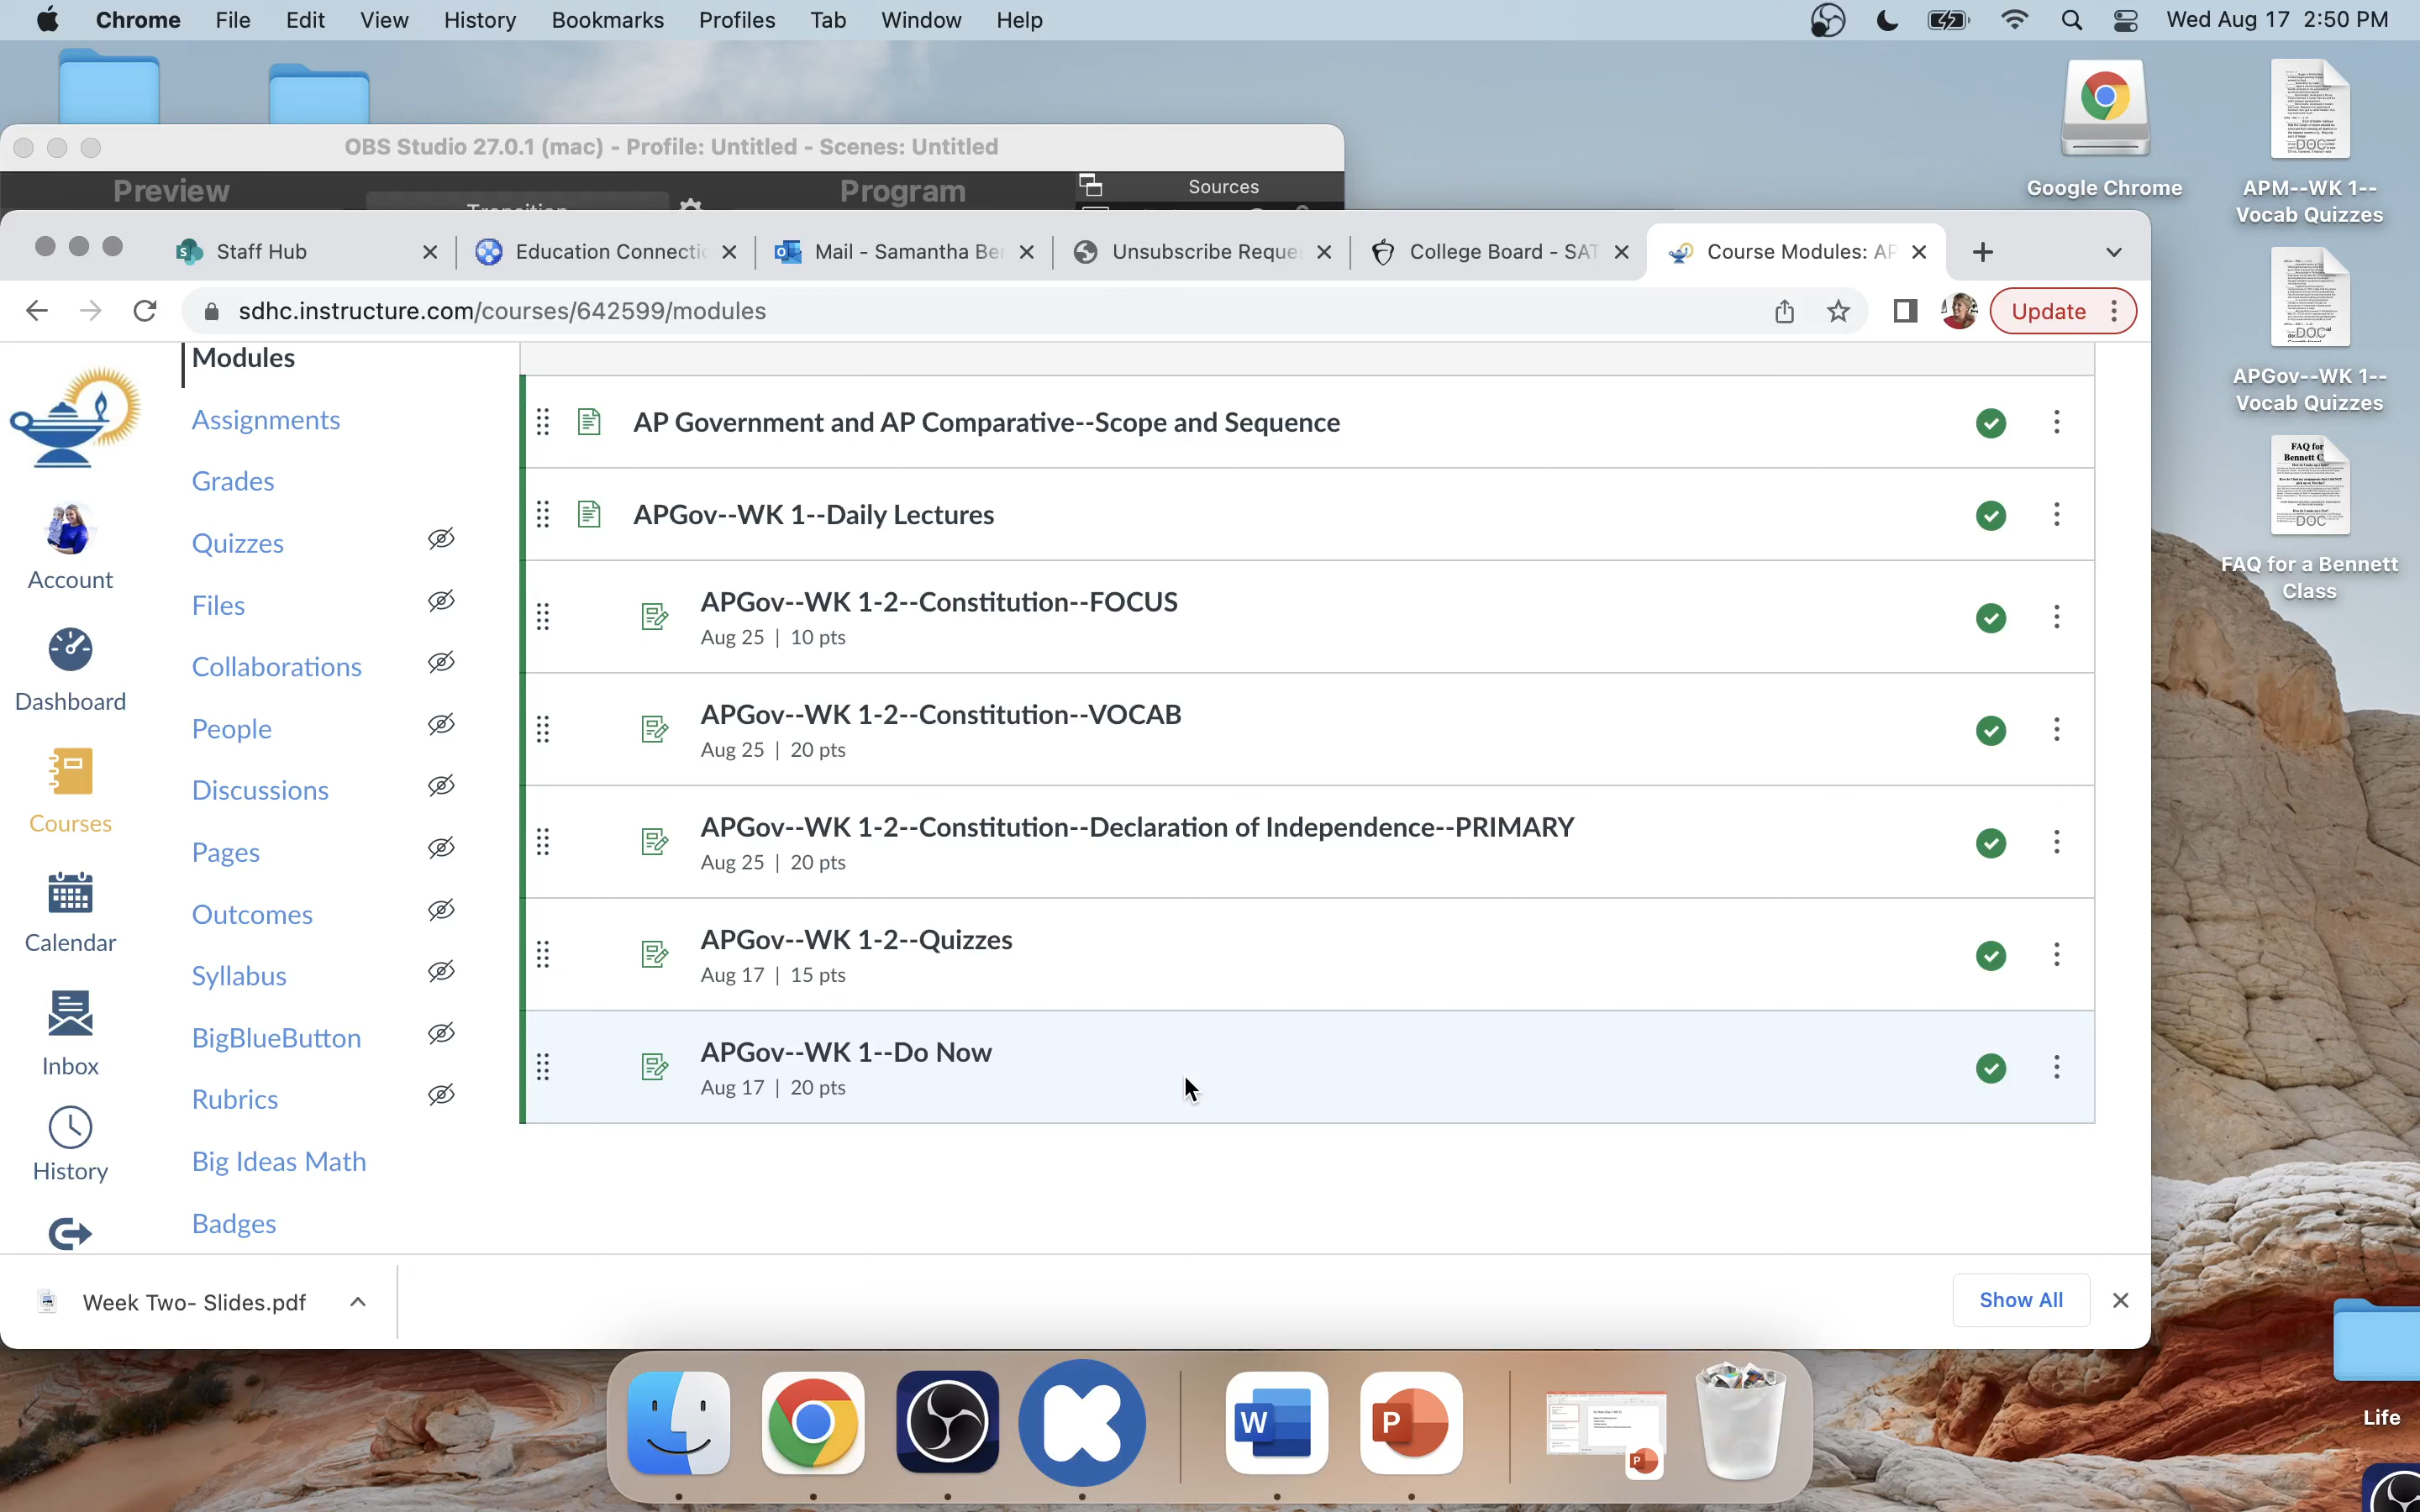 Chrome File Edit View History Bookmarks Profiles Tab Window Help
Wed Aug 17 2:50 PM
OBS Studio 27.0.1 (mac) - Profile: Untitled - Scenes: Untitled
Preview
Transition
Program
Sources
Staff Hub
Education Connecti
Mail - Samantha Be
Unsubscribe Reque
College Board - SAT
Course Modules: AP
sdhc.instructure.com/courses/642599/modules
Update
Account
Dashboard
Courses
Calendar
Inbox
History
Modules
Assignments
Grades
Quizzes
Files
Collaborations
People
Discussions
Pages
Outcomes
Syllabus
BigBlueButton
Rubrics
Big Ideas Math
Badges
AP Government and AP Comparative--Scope and Sequence
APGov--WK 1--Daily Lectures
APGov--WK 1-2--Constitution--FOCUS
Aug 25 | 10 pts
APGov--WK 1-2--Constitution--VOCAB
Aug 25 | 20 pts
APGov--WK 1-2--Constitution--Declaration of Independence--PRIMARY
Aug 25 | 20 pts
APGov--WK 1-2--Quizzes
Aug 17 | 15 pts
APGov--WK 1--Do Now
Aug 17 | 20 pts
Week Two- Slides.pdf
Show All
Google Chrome
DOC
APM--WK 1--
Vocab Quizzes
DOC
APGov--WK 1--
Vocab Quizzes
FAQ for
Bennett C
DOC
FAQ for a Bennett
Class
Life
W
P
P